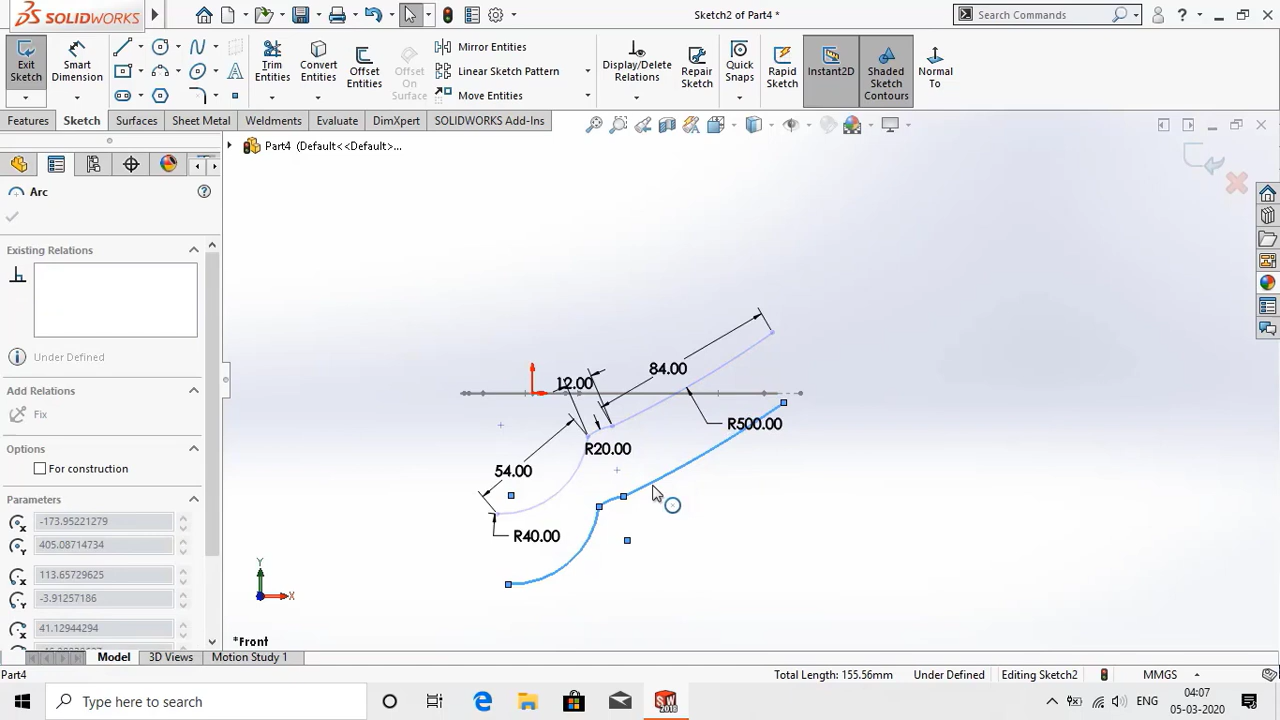 SOLIDWORKS
Sketch2 of Part4 *
Search Commands
?
Exit Sketch
Smart Dimension
Trim Entities
Convert Entities
Offset Entities
Offset On Surface
Mirror Entities
Linear Sketch Pattern
Move Entities
Display/Delete Relations
Repair Sketch
Quick Snaps
Rapid Sketch
Instant2D
Shaded Sketch Contours
Normal To
Features
Sketch
Surfaces
Sheet Metal
Weldments
Evaluate
DimXpert
SOLIDWORKS Add-Ins
Part4 (Default<<Default>...
Arc
Existing Relations
Under Defined
Add Relations
Fix
Options
For construction
Parameters
-173.95221279
405.08714734
113.65729625
-3.91257186
41.12944294
84.00
12.00
R500.00
R20.00
54.00
R40.00
Y
X
*Front
Model
3D Views
Motion Study 1
Part4
Total Length: 155.56mm
Under Defined
Editing Sketch2
MMGS
Type here to search
ENG
04:07
05-03-2020